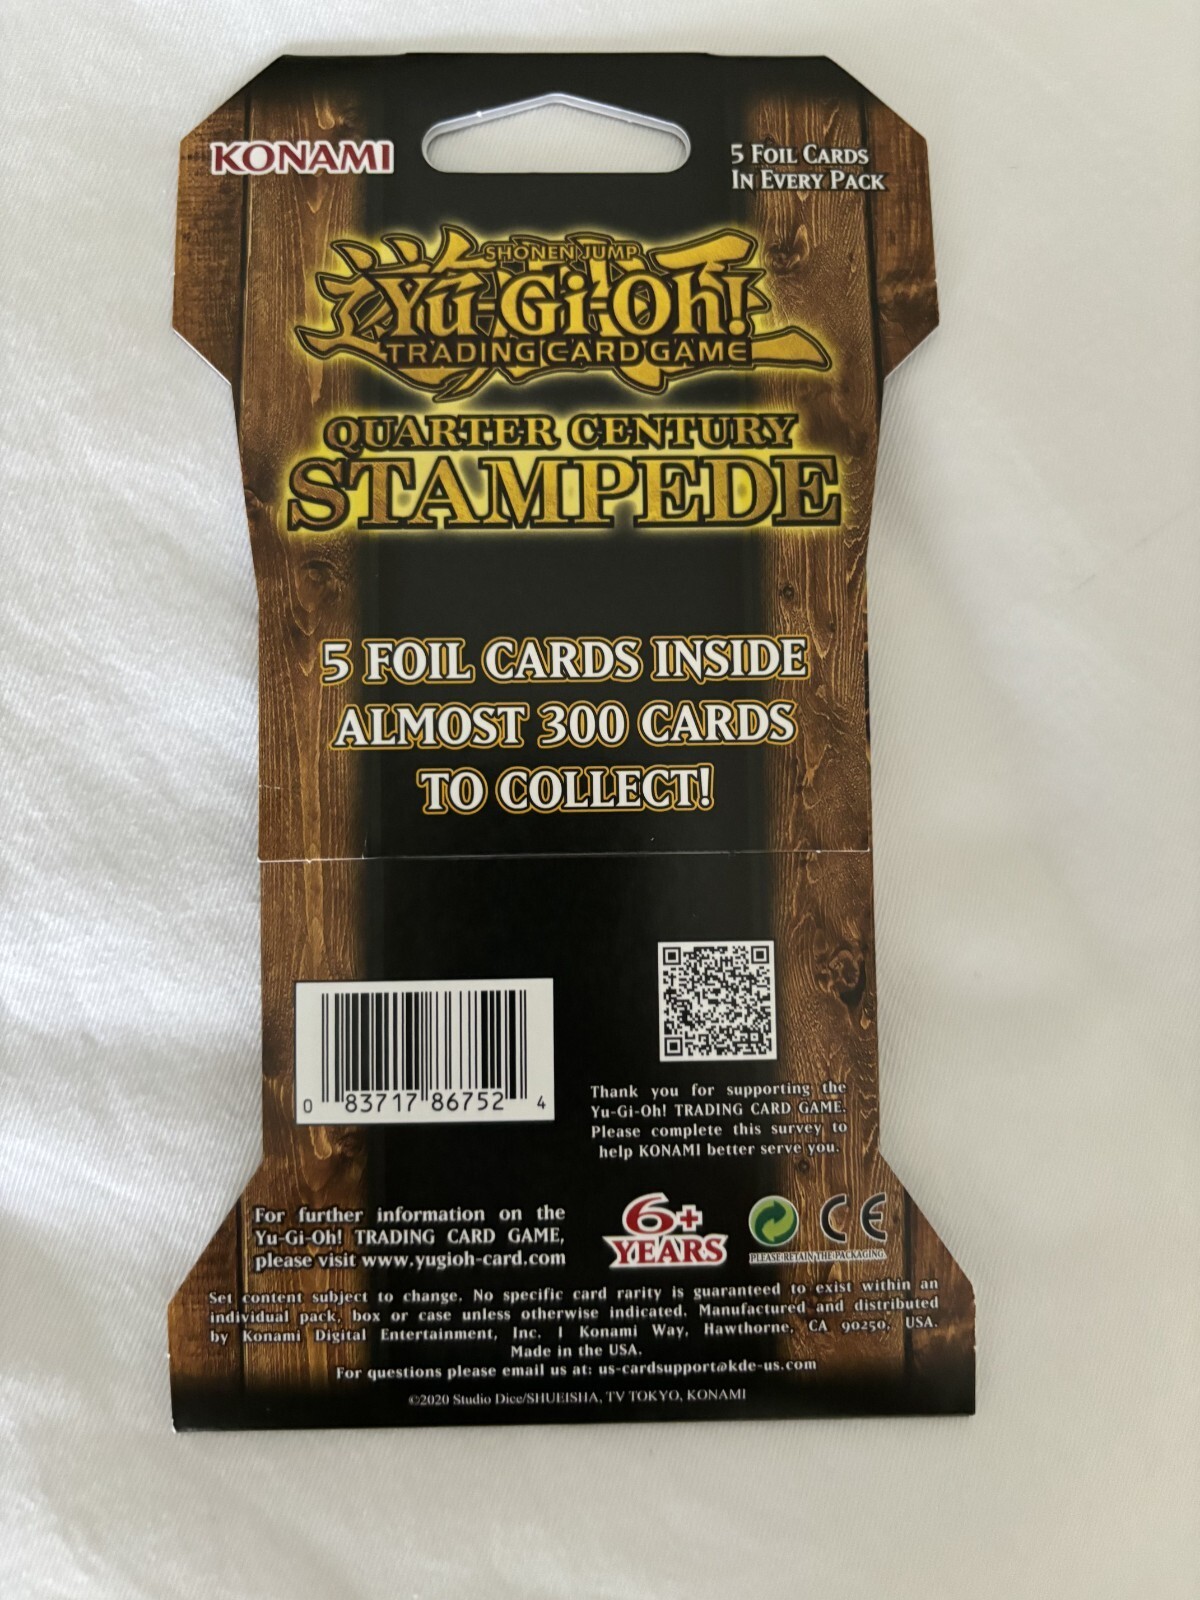 KONAMI
5 FOIL CARDS
IN EVERY PACK
SHONEN JUMP
遊戯王
Yu-Gi-Oh!
TRADING CARD GAME
QUARTER CENTURY
STAMPEDE
5 FOIL CARDS INSIDE
ALMOST 300 CARDS
TO COLLECT!
0 83717 86752 4
Thank you for supporting the
Yu-Gi-Oh! TRADING CARD GAME.
Please complete this survey to
help KONAMI better serve you.
For further information on the
Yu-Gi-Oh! TRADING CARD GAME,
please visit www.yugioh-card.com
6+
YEARS
CE
PLEASE RETAIN THE PACKAGING.
Set content subject to change. No specific card rarity is guaranteed to exist within an
individual pack, box or case unless otherwise indicated. Manufactured and distributed
by Konami Digital Entertainment, Inc. 1 Konami Way, Hawthorne, CA 90250, USA.
Made in the USA.
For questions please email us at: us-cardsupport@kde-us.com
©2020 Studio Dice/SHUEISHA, TV TOKYO, KONAMI